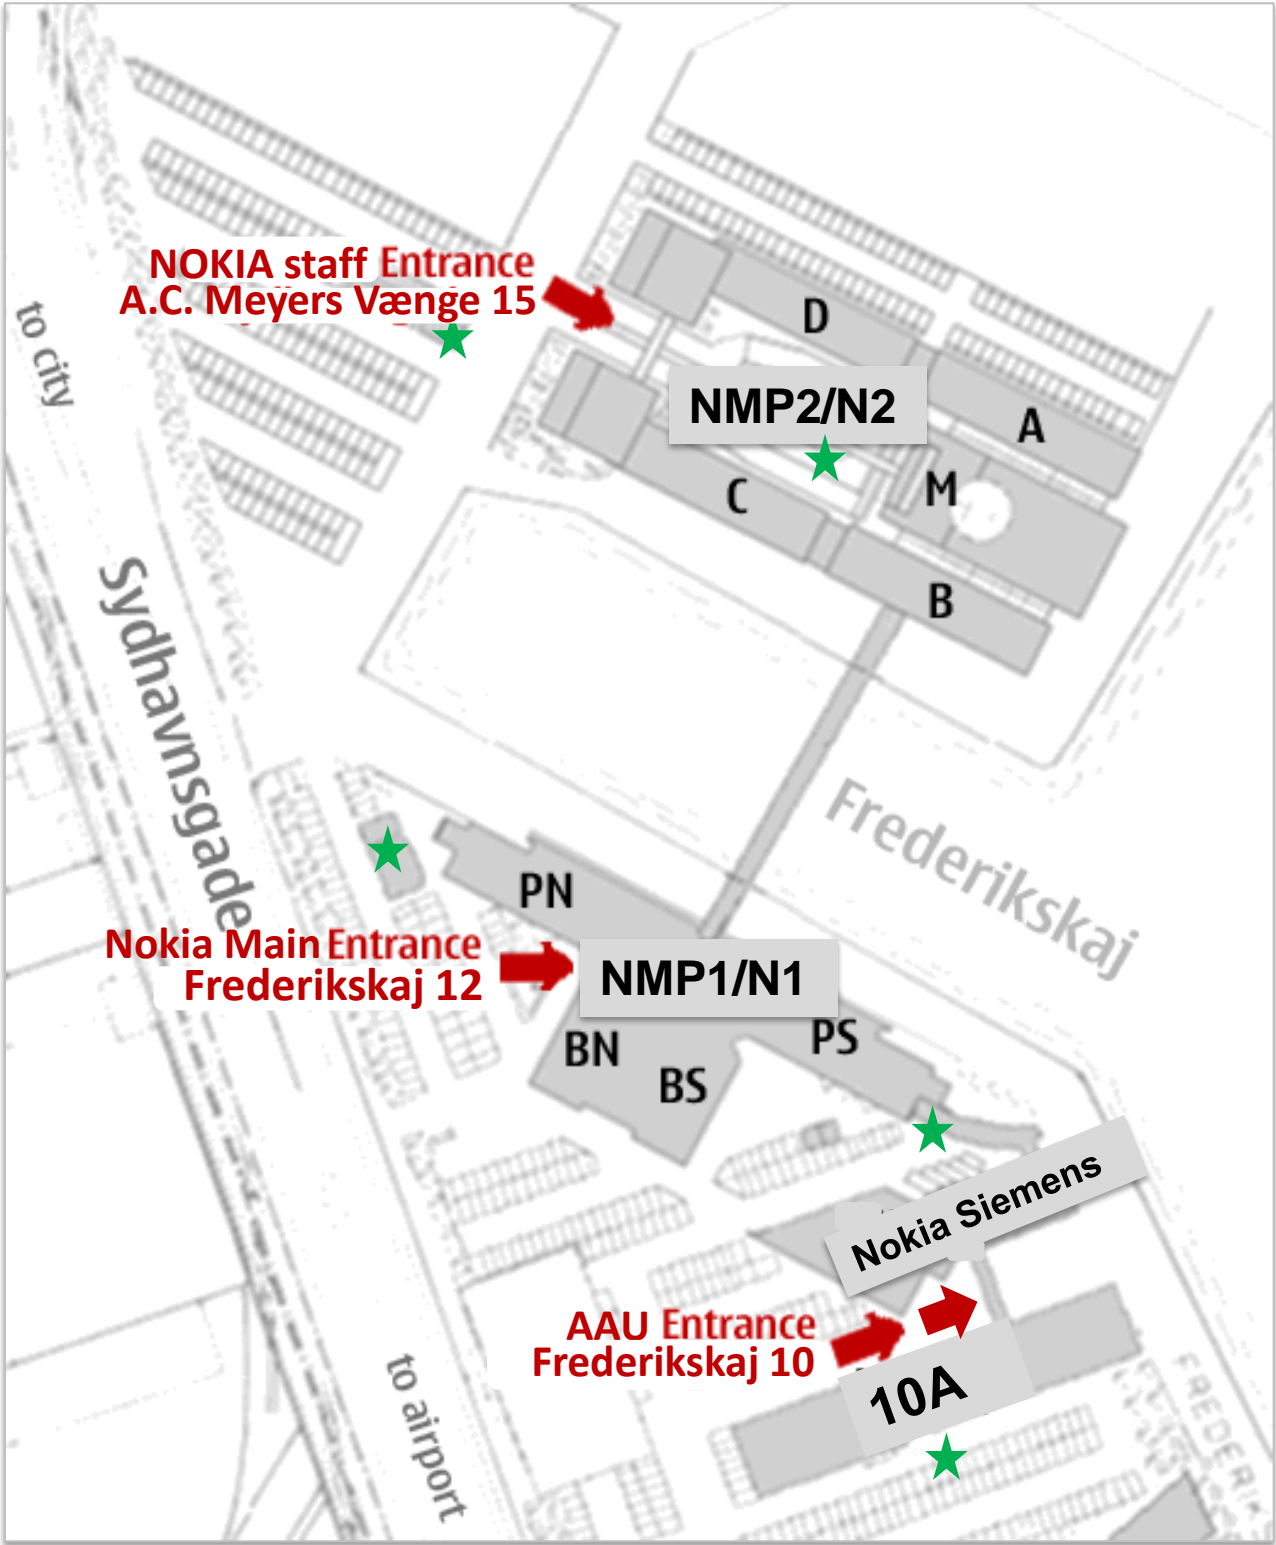 NOKIA staff Entrance
A.C. Meyers Vænge 15
to city
D
NMP2/N2
A
M
C
B
Sydhavnsgade
Frederikskaj
PN
Nokia Main Entrance
Frederikskaj 12
NMP1/N1
PS
BN
BS
Nokia Siemens
AAU Entrance
Frederikskaj 10
10A
to airport
FREDERIK